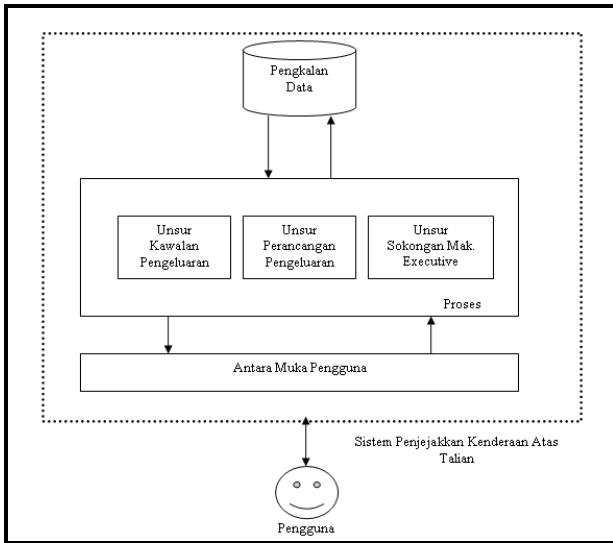 Pengkalan
Data
Unsur
Kawalan
Pengeluaran
Unsur
Perancangan
Pengeluaran
Unsur
Sokongan Mak.
Executive
Proses
Antara Muka Pengguna
Sistem Penjejakkan Kenderaan Atas
Talian
Pengguna